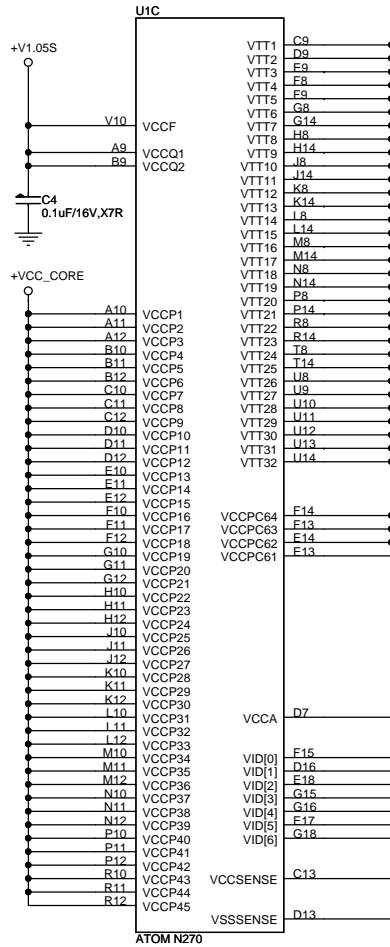 U1C
+V1.05S
V10 VCCF
A9 VCCQ1
B9 VCCQ2
C4
0.1uF/16V,X7R
+VCC_CORE
A10 VCCP1
A11 VCCP2
A12 VCCP3
B10 VCCP4
B11 VCCP5
B12 VCCP6
C10 VCCP7
C11 VCCP8
C12 VCCP9
D10 VCCP10
D11 VCCP11
D12 VCCP12
E10 VCCP13
E11 VCCP14
E12 VCCP15
F10 VCCP16
F11 VCCP17
F12 VCCP18
G10 VCCP19
G11 VCCP20
G12 VCCP21
H10 VCCP22
H11 VCCP23
H12 VCCP24
J10 VCCP25
J11 VCCP26
J12 VCCP27
K10 VCCP28
K11 VCCP29
K12 VCCP30
L10 VCCP31
L11 VCCP32
L12 VCCP33
M10 VCCP34
M11 VCCP35
M12 VCCP36
N10 VCCP37
N11 VCCP38
N12 VCCP39
P10 VCCP40
P11 VCCP41
P12 VCCP42
R10 VCCP43
R11 VCCP44
R12 VCCP45
VTT1 C9
VTT2 D9
VTT3 E9
VTT4 F8
VTT5 F9
VTT6 G8
VTT7 G14
VTT8 H8
VTT9 H14
VTT10 J8
VTT11 J14
VTT12 K8
VTT13 K14
VTT14 L8
VTT15 L14
VTT16 M8
VTT17 M14
VTT18 N8
VTT19 N14
VTT20 P8
VTT21 P14
VTT22 R8
VTT23 R14
VTT24 T8
VTT25 T14
VTT26 U8
VTT27 U9
VTT28 U10
VTT29 U11
VTT30 U12
VTT31 U13
VTT32 U14
VCCPC64 F14
VCCPC63 F13
VCCPC62 E14
VCCPC61 E13
VCCA D7
VID[0] F15
VID[1] D16
VID[2] E18
VID[3] G15
VID[4] G16
VID[5] E17
VID[6] G18
VCCSENSE C13
VSSSENSE D13
ATOM N270